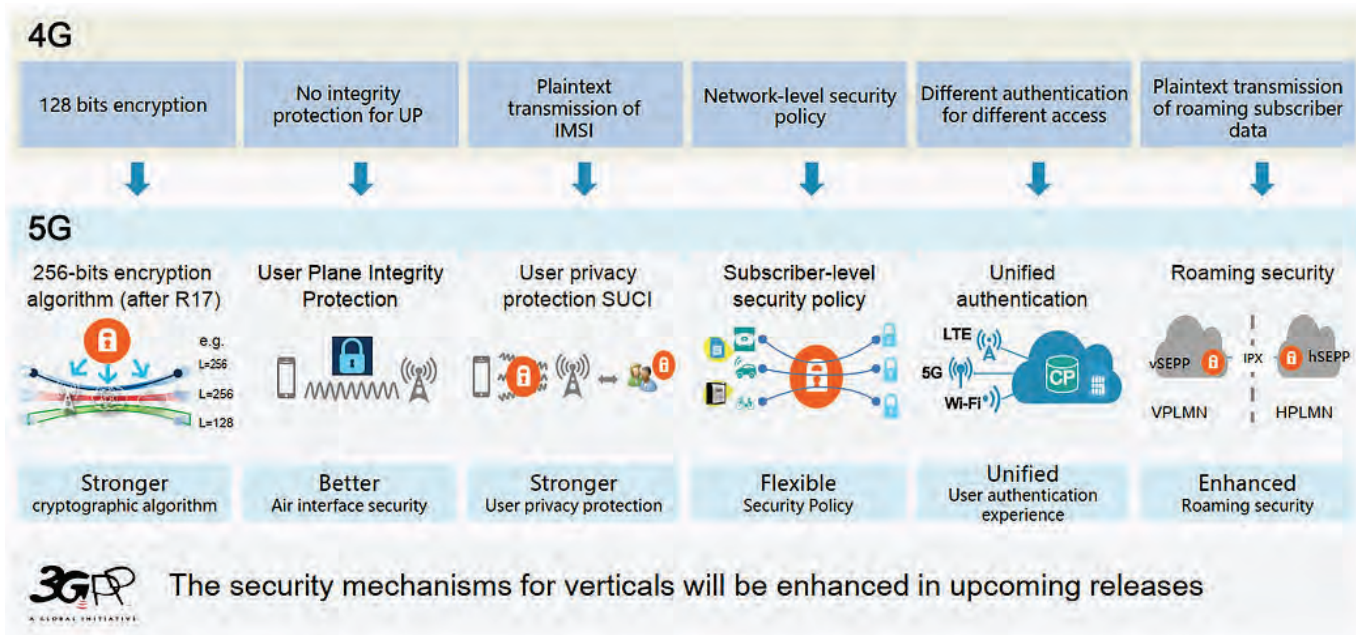 4G
128 bits encryption
No integrity
protection for UP
Plaintext
transmission of
IMSI
Network-level security
policy
Different authentication
for different access
Plaintext transmission
of roaming subscriber
data
5G
256-bits encryption
algorithm (after R17)
e.g.
L=256
L=256
L=128
User Plane Integrity
Protection
User privacy
protection SUCI
Subscriber-level
security policy
Unified
authentication
LTE
5G
Wi-Fi
CP
Roaming security
vSEPP
IPX
hSEPP
VPLMN
HPLMN
Stronger
cryptographic algorithm
Better
Air interface security
Stronger
User privacy protection
Flexible
Security Policy
Unified
User authentication
experience
Enhanced
Roaming security
3GPP
A GLOBAL INITIATIVE
The security mechanisms for verticals will be enhanced in upcoming releases